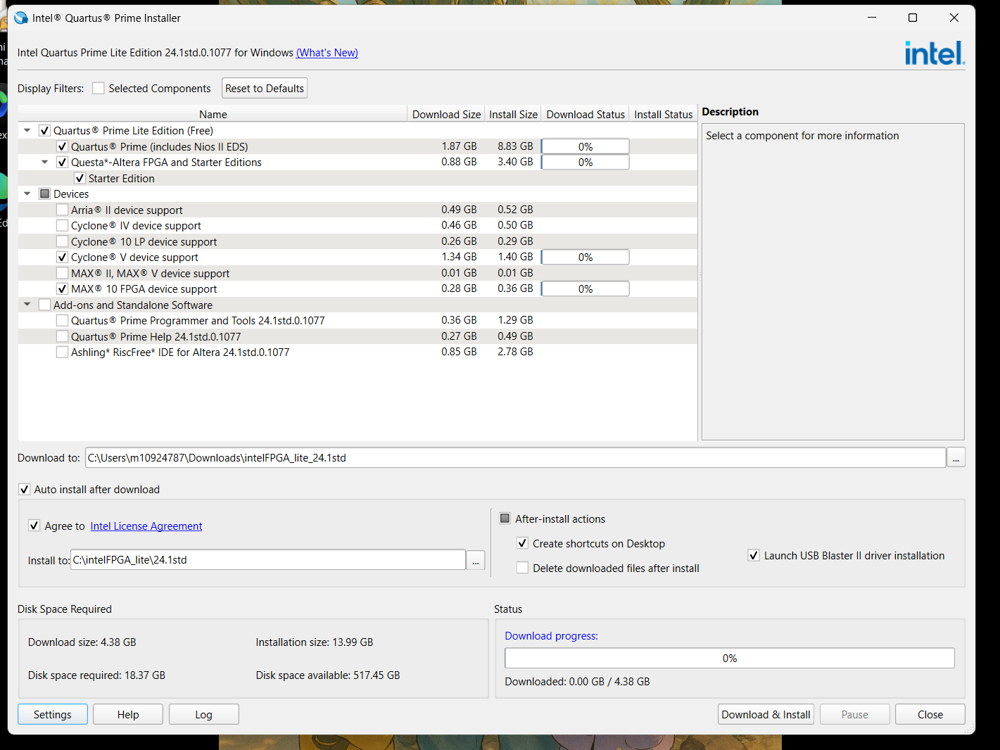 Intel® Quartus® Prime Installer
Intel Quartus Prime Lite Edition 24.1std.0.1077 for Windows (What's New)
intel.
Display Filters: Selected Components Reset to Defaults
Name Download Size Install Size Download Status Install Status
Description
Select a component for more information
Quartus® Prime Lite Edition (Free)
Quartus® Prime (includes Nios II EDS) 1.87 GB 8.83 GB 0%
Questa*-Altera FPGA and Starter Editions 0.88 GB 3.40 GB 0%
Starter Edition
Devices
Arria® II device support 0.49 GB 0.52 GB
Cyclone® IV device support 0.46 GB 0.50 GB
Cyclone® 10 LP device support 0.26 GB 0.29 GB
Cyclone® V device support 1.34 GB 1.40 GB 0%
MAX® II, MAX® V device support 0.01 GB 0.01 GB
MAX® 10 FPGA device support 0.28 GB 0.36 GB 0%
Add-ons and Standalone Software
Quartus® Prime Programmer and Tools 24.1std.0.1077 0.36 GB 1.29 GB
Quartus® Prime Help 24.1std.0.1077 0.27 GB 0.49 GB
Ashling* RiscFree* IDE for Altera 24.1std.0.1077 0.85 GB 2.78 GB
Download to: C:\Users\m10924787\Downloads\intelFPGA_lite_24.1std ...
Auto install after download
Agree to Intel License Agreement
Install to: C:\intelFPGA_lite\24.1std ...
After-install actions
Create shortcuts on Desktop
Delete downloaded files after install
Launch USB Blaster II driver installation
Disk Space Required
Download size: 4.38 GB Installation size: 13.99 GB
Disk space required: 18.37 GB Disk space available: 517.45 GB
Status
Download progress:
0%
Downloaded: 0.00 GB / 4.38 GB
Settings Help Log Download & Install Pause Close